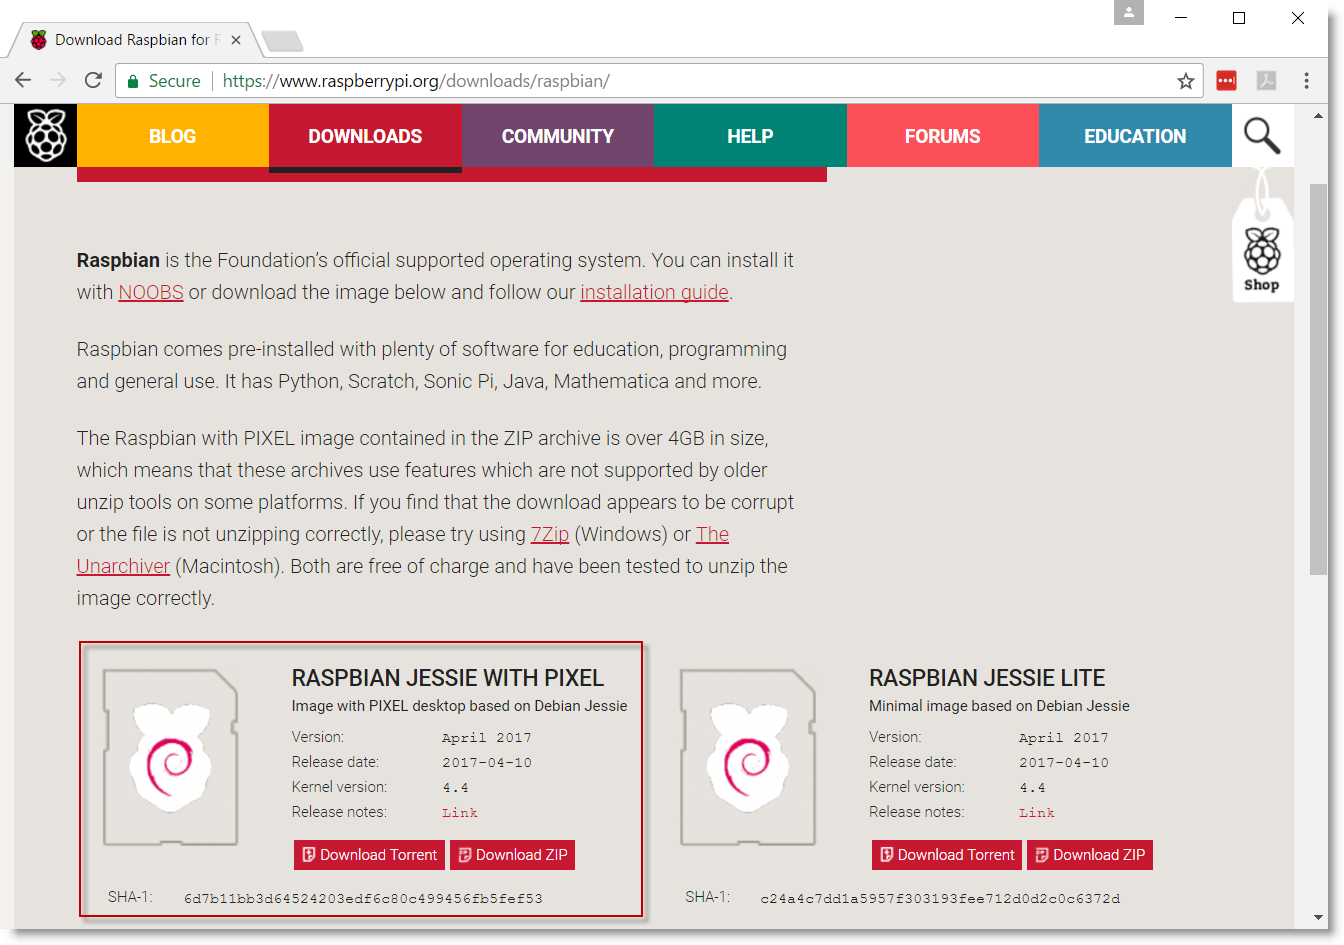 Download Raspbian for
Secure
https://www.raspberrypi.org/downloads/raspbian/
BLOG
DOWNLOADS
COMMUNITY
HELP
FORUMS
EDUCATION
Shop
Raspbian is the Foundation’s official supported operating system. You can install it
with NOOBS or download the image below and follow our installation guide.
Raspbian comes pre-installed with plenty of software for education, programming
and general use. It has Python, Scratch, Sonic Pi, Java, Mathematica and more.
The Raspbian with PIXEL image contained in the ZIP archive is over 4GB in size,
which means that these archives use features which are not supported by older
unzip tools on some platforms. If you find that the download appears to be corrupt
or the file is not unzipping correctly, please try using 7Zip (Windows) or The
Unarchiver (Macintosh). Both are free of charge and have been tested to unzip the
image correctly.
RASPBIAN JESSIE WITH PIXEL
Image with PIXEL desktop based on Debian Jessie
Version: April 2017
Release date: 2017-04-10
Kernel version: 4.4
Release notes: Link
Download Torrent
Download ZIP
SHA-1: 6d7b11bb3d64524203edf6c80c499456fb5fef53
RASPBIAN JESSIE LITE
Minimal image based on Debian Jessie
Version: April 2017
Release date: 2017-04-10
Kernel version: 4.4
Release notes: Link
Download Torrent
Download ZIP
SHA-1: c24a4c7dd1a5957f303193fee712d0d2c0c6372d